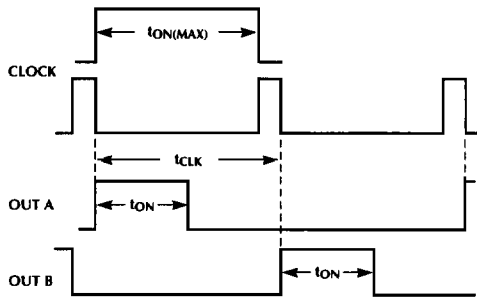 tON(MAX)
CLOCK
tCLK
OUT A
tON
OUT B
tON